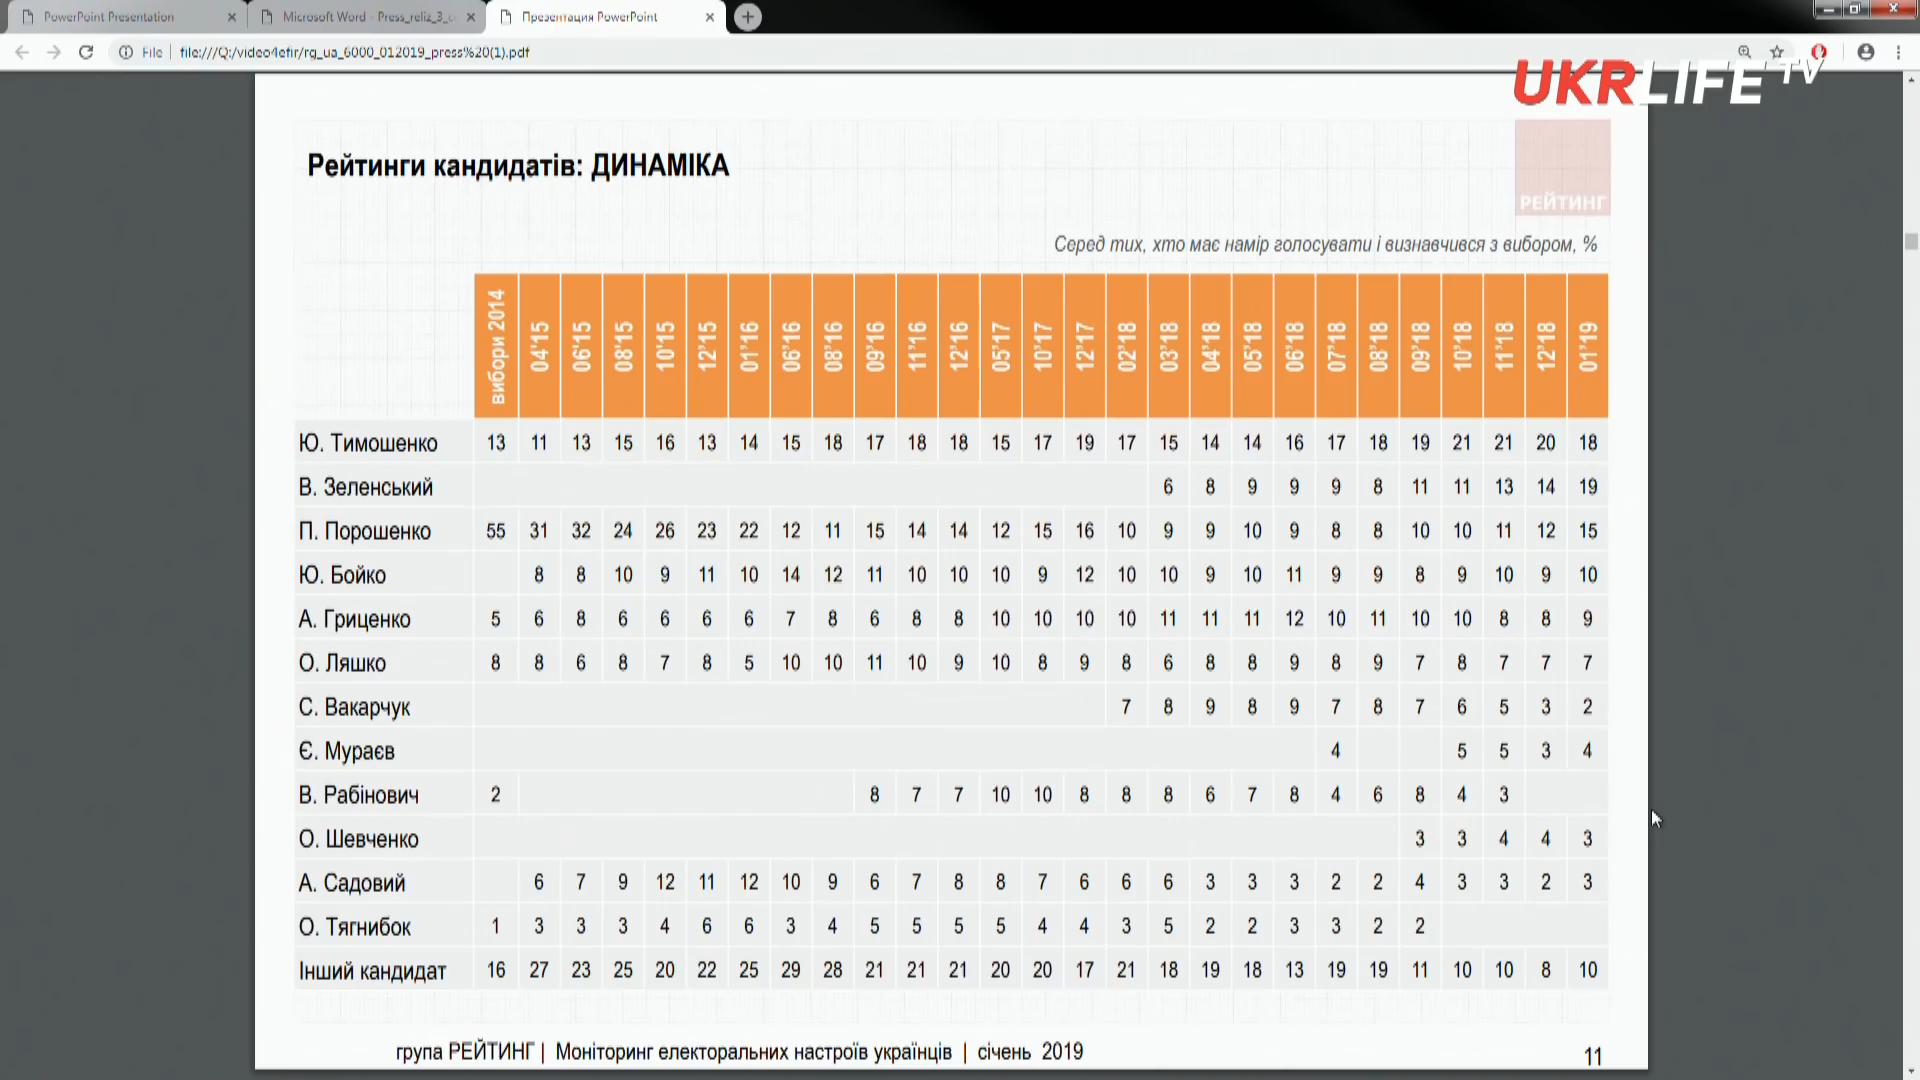 PowerPoint Presentation
Microsoft Word - Press_reliz_3_c
Презентация PowerPoint
File | file:///Q:/video4efir/rg_ua_6000_012019_press%20(1).pdf
UKRLIFE TV
Рейтинги кандидатів: ДИНАМІКА
РЕЙТИНГ
Серед тих, хто має намір голосувати і визнавчився з вибором, %
вибори 2014 04'15 06'15 08'15 10'15 12'15 01'16 06'16 08'16 09'16 11'16 12'16 05'17 10'17 12'17 02'18 03'18 04'18 05'18 06'18 07'18 08'18 09'18 10'18 11'18 12'18 01'19
Ю. Тимошенко 13 11 13 15 16 13 14 15 18 17 18 18 15 17 19 17 15 14 14 16 17 18 19 21 21 20 18
В. Зеленський 6 8 9 9 9 8 11 11 13 14 19
П. Порошенко 55 31 32 24 26 23 22 12 11 15 14 14 12 15 16 10 9 9 10 9 8 8 10 10 11 12 15
Ю. Бойко 8 8 10 9 11 10 14 12 11 10 10 10 9 12 10 10 9 10 11 9 9 8 9 10 9 10
А. Гриценко 5 6 8 6 6 6 6 7 8 6 8 8 10 10 10 10 11 11 11 12 10 11 10 10 8 8 9
О. Ляшко 8 8 6 8 7 8 5 10 10 11 10 9 10 8 9 8 6 8 8 9 8 9 7 8 7 7 7
С. Вакарчук 7 8 9 8 9 7 8 7 6 5 3 2
Є. Мураєв 4 5 5 3 4
В. Рабінович 2 8 7 7 10 10 8 8 8 6 7 8 4 6 8 4 3
О. Шевченко 3 3 4 4 3
А. Садовий 6 7 9 12 11 12 10 9 6 7 8 8 7 6 6 6 3 3 3 2 2 4 3 3 2 3
О. Тягнибок 1 3 3 3 4 6 6 3 4 5 5 5 5 4 4 3 5 2 2 3 3 2 2
Інший кандидат 16 27 23 25 20 22 25 29 28 21 21 21 20 20 17 21 18 19 18 13 19 19 11 10 10 8 10
група РЕЙТИНГ | Моніторинг електоральних настроїв українців | січень 2019
11